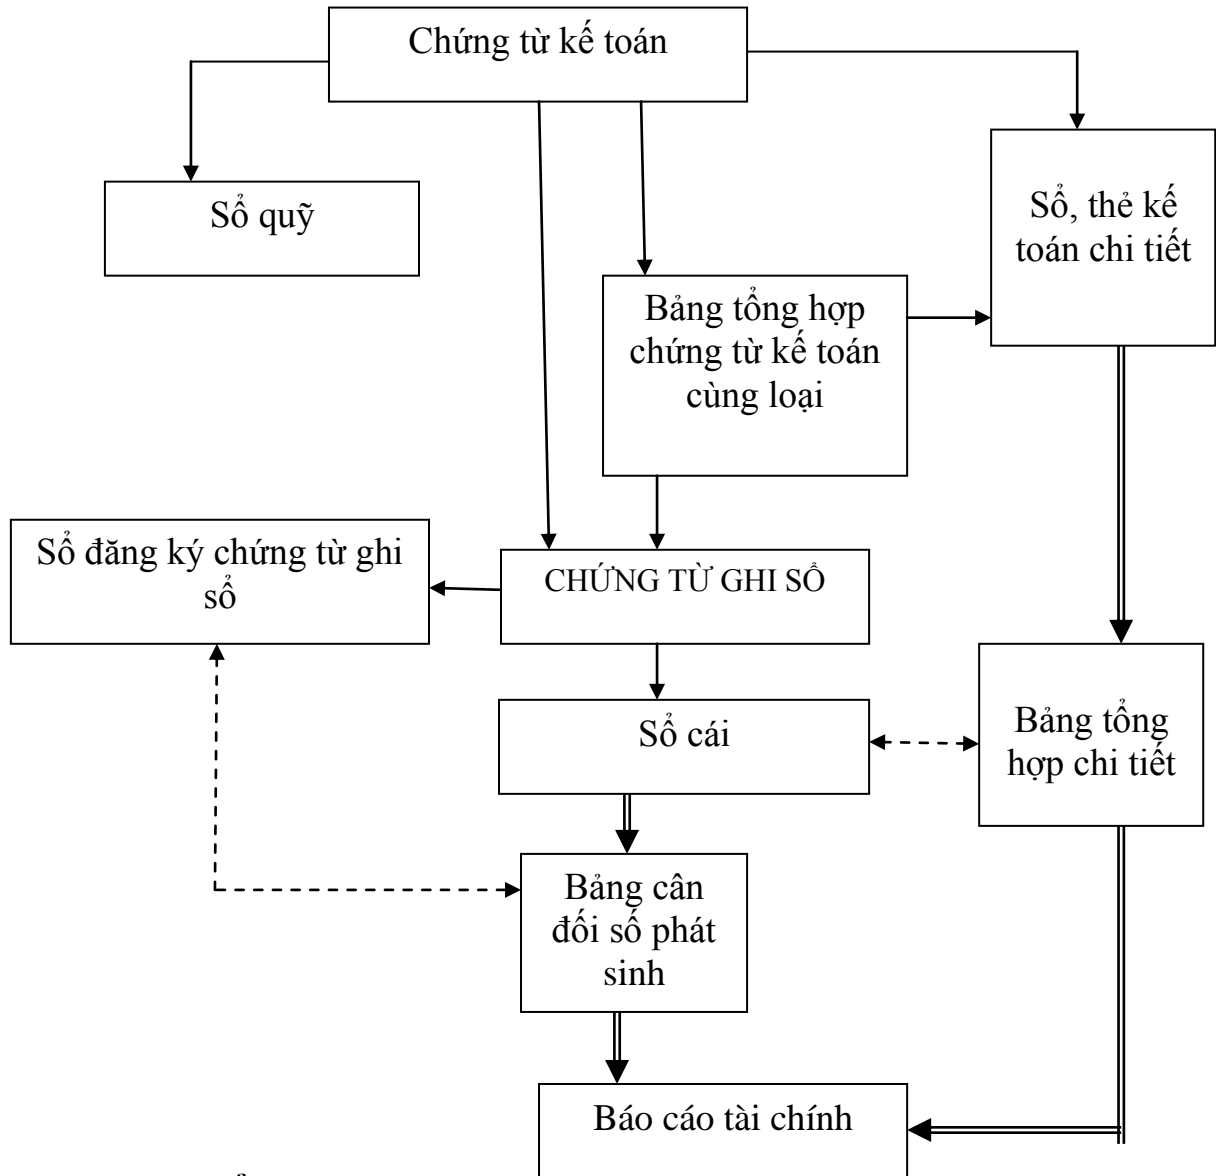 Chứng từ kế toán
Sổ quỹ
Sổ, thẻ kế
toán chi tiết
Bảng tổng hợp
chứng từ kế toán
cùng loại
Sổ đăng ký chứng từ ghi
sổ
CHỨNG TỪ GHI SỔ
Sổ cái
Bảng tổng
hợp chi tiết
Bảng cân
đối số phát
sinh
Báo cáo tài chính